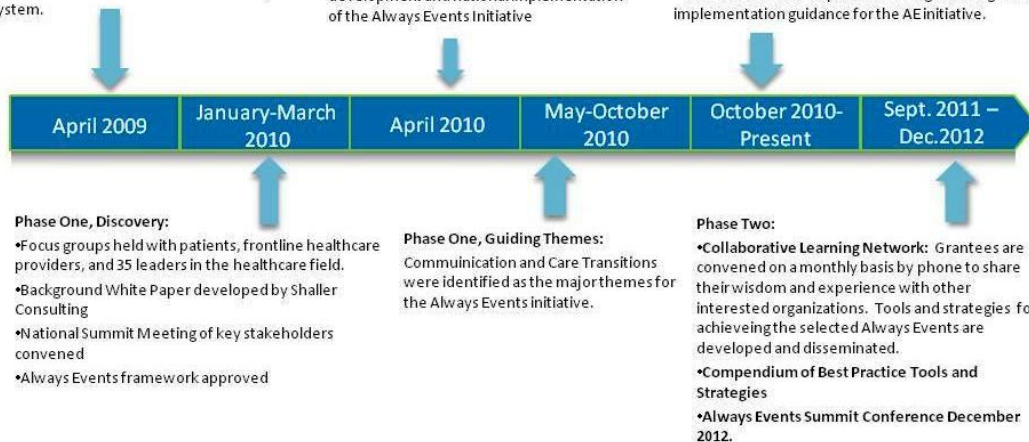 ystem.
of the Always Events Initiative
implementation guidance for the AE initiative.
April 2009
January-March
2010
April 2010
May-October
2010
October 2010-
Present
Sept. 2011 –
Dec.2012
Phase One, Discovery:
•Focus groups held with patients, frontline healthcare
providers, and 35 leaders in the healthcare field.
•Background White Paper developed by Shaller
Consulting
•National Summit Meeting of key stakeholders
convened
•Always Events framework approved
Phase One, Guiding Themes:
Commuinication and Care Transitions
were identified as the major themes for
the Always Events initiative.
Phase Two:
•Collaborative Learning Network: Grantees are
convened on a monthly basis by phone to share
their wisdom and experience with other
interested organizations. Tools and strategies fo
achieveing the selected Always Events are
developed and disseminated.
•Compendium of Best Practice Tools and
Strategies
•Always Events Summit Conference December
2012.